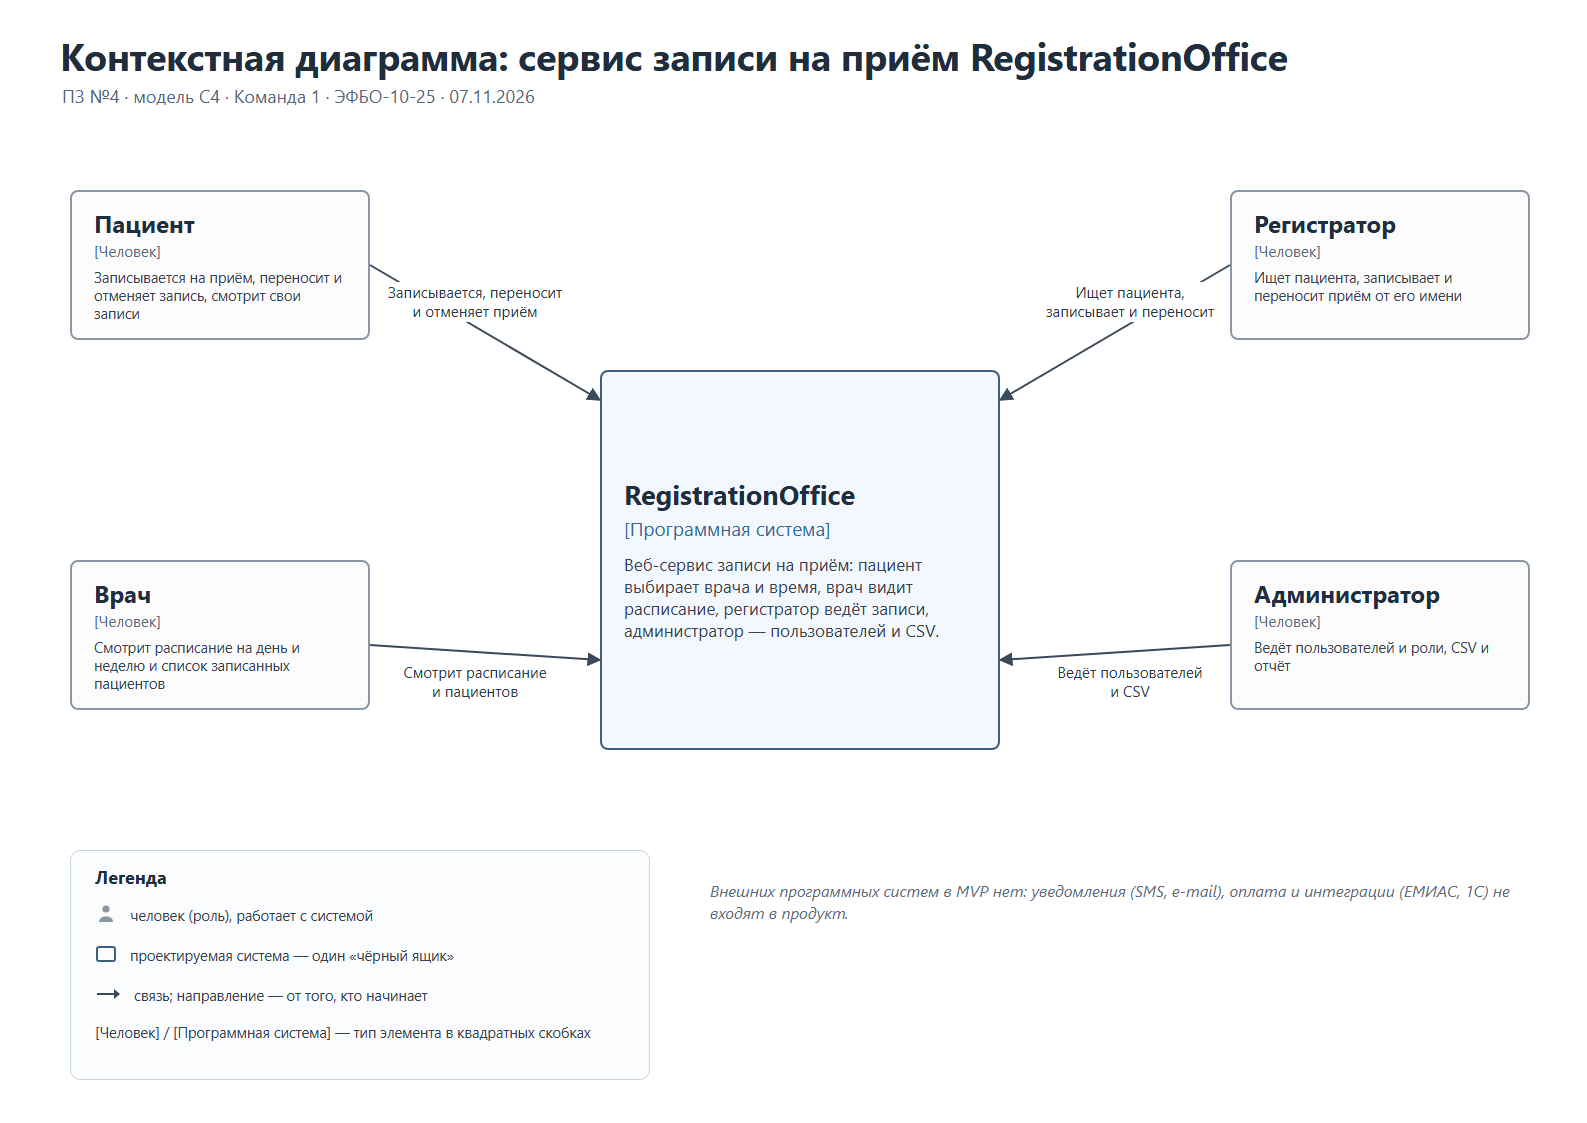 Контекстная диаграмма: сервис записи на приём RegistrationOffice
ПЗ №4 · модель C4 · Команда 1 · ЭФБО-10-25 · 07.11.2026
Пациент
[Человек]
Записывается на приём, переносит и
отменяет запись, смотрит свои
записи
Записывается, переносит
и отменяет приём
Регистратор
[Человек]
Ищет пациента, записывает и
переносит приём от его имени
Ищет пациента,
записывает и переносит
RegistrationOffice
[Программная система]
Веб-сервис записи на приём: пациент
выбирает врача и время, врач видит
расписание, регистратор ведёт записи,
администратор — пользователей и CSV.
Врач
[Человек]
Смотрит расписание на день и
неделю и список записанных
пациентов
Смотрит расписание
и пациентов
Администратор
[Человек]
Ведёт пользователей и роли, CSV и
отчёт
Ведёт пользователей
и CSV
Легенда
человек (роль), работает с системой
проектируемая система — один «чёрный ящик»
связь; направление — от того, кто начинает
[Человек] / [Программная система] — тип элемента в квадратных скобках
Внешних программных систем в MVP нет: уведомления (SMS, e-mail), оплата и интеграции (ЕМИАС, 1С) не
входят в продукт.